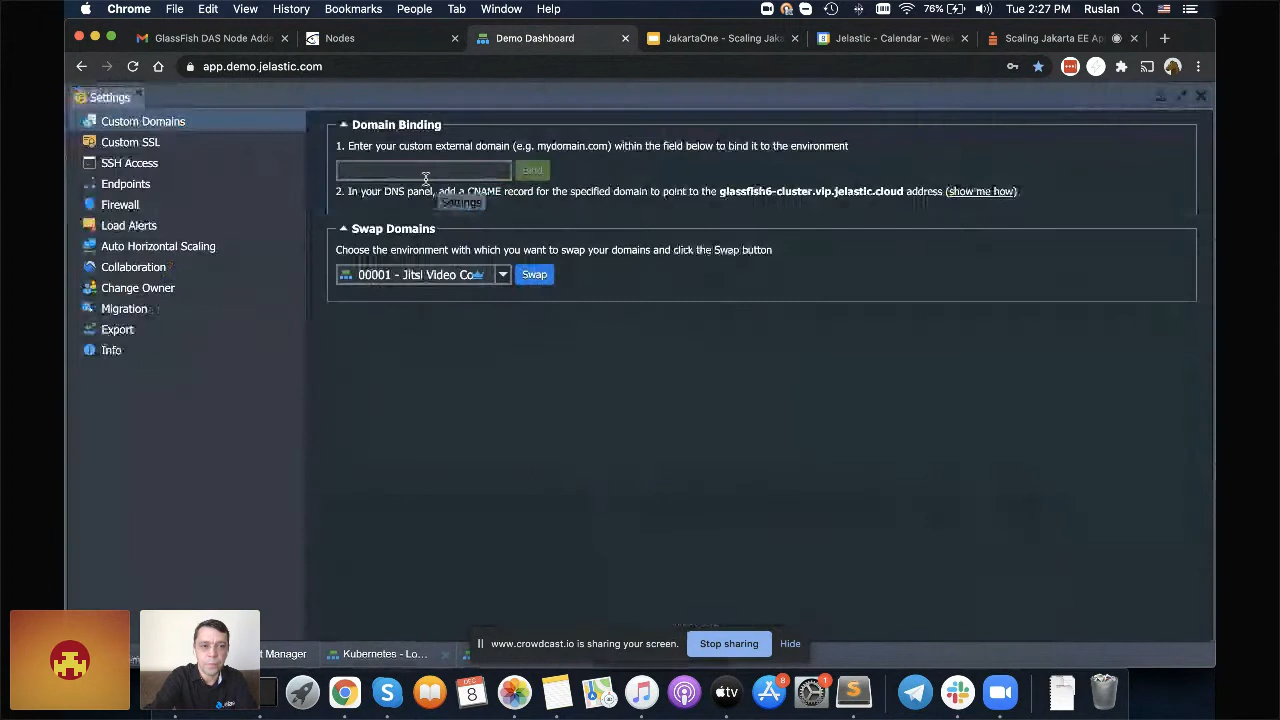 Chrome File Edit View History Bookmarks People Tab Window Help 76% Tue 2:27 PM Ruslan
GlassFish DAS Node Adde
Nodes
Demo Dashboard
JakartaOne - Scaling Jaka
Jelastic - Calendar - Wee
Scaling Jakarta EE Ap
app.demo.jelastic.com
Settings
Custom Domains
Custom SSL
SSH Access
Endpoints
Firewall
Load Alerts
Auto Horizontal Scaling
Collaboration
Change Owner
Migration
Export
Info
Domain Binding
1. Enter your custom external domain (e.g. mydomain.com) within the field below to bind it to the environment
Bind
2. In your DNS panel, add a CNAME record for the specified domain to point to the glassfish6-cluster.vip.jelastic.cloud address (show me how)
Settings
Swap Domains
Choose the environment with which you want to swap your domains and click the Swap button
00001 - Jitsi Video Co
Swap
nt Manager
Kubernetes - Lo...
www.crowdcast.io is sharing your screen.
Stop sharing
Hide
DEC
8
8
1
tv